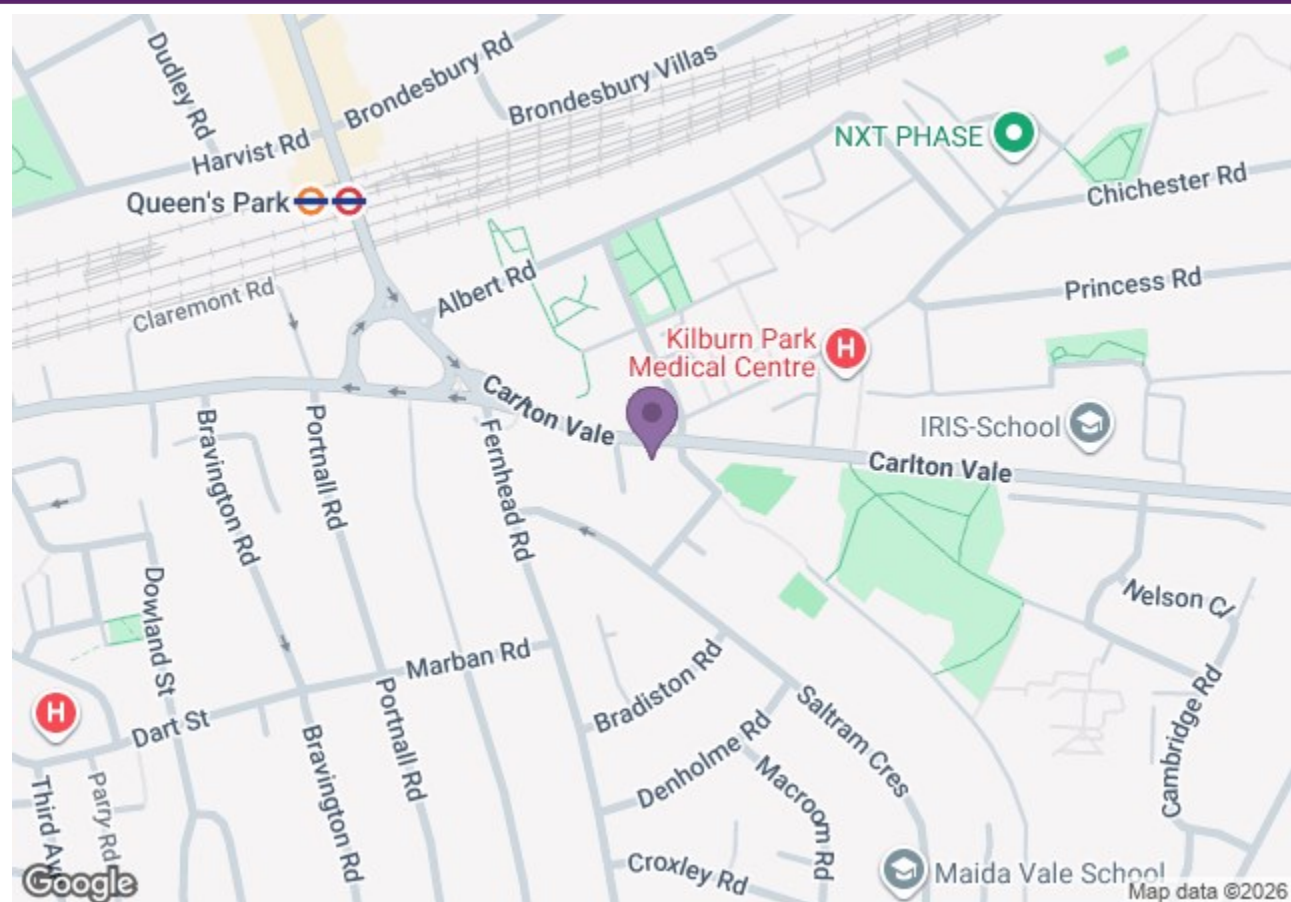 Dudley Rd
Brondesbury Rd
Brondesbury Villas
Harvist Rd
NXT PHASE
Queen's Park
Chichester Rd
Albert Rd
Princess Rd
Claremont Rd
Kilburn Park
Medical Centre
H
Carlton Vale
IRIS-School
Carlton Vale
Bravington Rd
Portnall Rd
Fernhead Rd
Dowland St
Nelson Cl
Marban Rd
Bradiston Rd
H
Dart St
Portnall Rd
Saltram Cres
Cambridge Rd
Denholme Rd
Bravington Rd
Macroom Rd
Third Ave
Parry Rd
Croxley Rd
Maida Vale School
Google
Map data ©2026